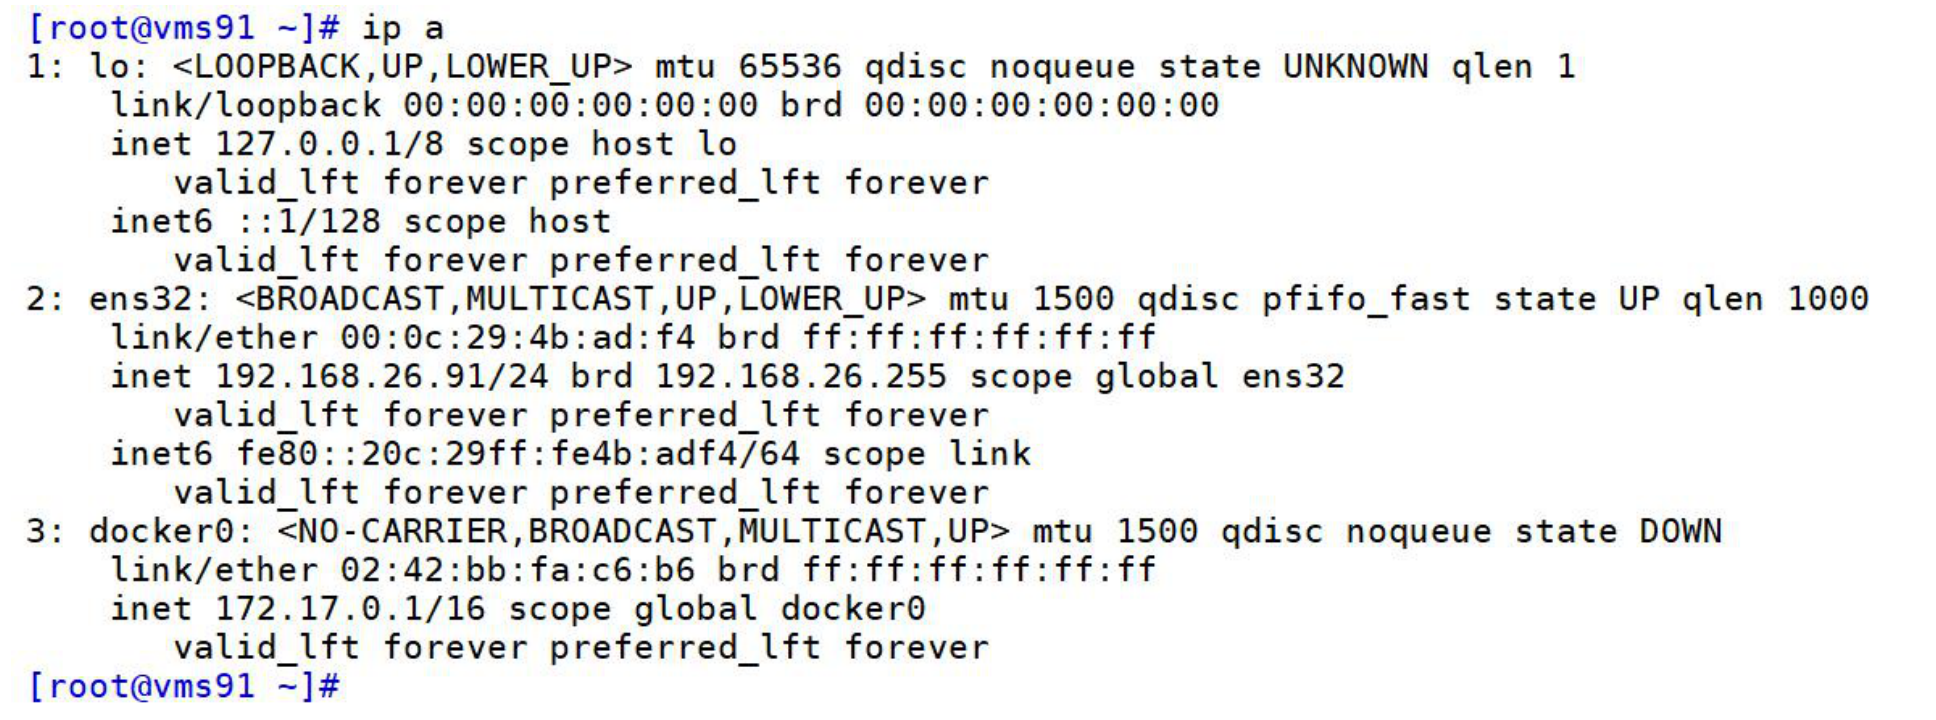 [root@vms91 ~]# ip a
1: lo: <LOOPBACK,UP,LOWER_UP> mtu 65536 qdisc noqueue state UNKNOWN qlen 1
    link/loopback 00:00:00:00:00:00 brd 00:00:00:00:00:00
    inet 127.0.0.1/8 scope host lo
       valid_lft forever preferred_lft forever
    inet6 ::1/128 scope host
       valid_lft forever preferred_lft forever
2: ens32: <BROADCAST,MULTICAST,UP,LOWER_UP> mtu 1500 qdisc pfifo_fast state UP qlen 1000
    link/ether 00:0c:29:4b:ad:f4 brd ff:ff:ff:ff:ff:ff
    inet 192.168.26.91/24 brd 192.168.26.255 scope global ens32
       valid_lft forever preferred_lft forever
    inet6 fe80::20c:29ff:fe4b:adf4/64 scope link
       valid_lft forever preferred_lft forever
3: docker0: <NO-CARRIER,BROADCAST,MULTICAST,UP> mtu 1500 qdisc noqueue state DOWN
    link/ether 02:42:bb:fa:c6:b6 brd ff:ff:ff:ff:ff:ff
    inet 172.17.0.1/16 scope global docker0
       valid_lft forever preferred_lft forever
[root@vms91 ~]#